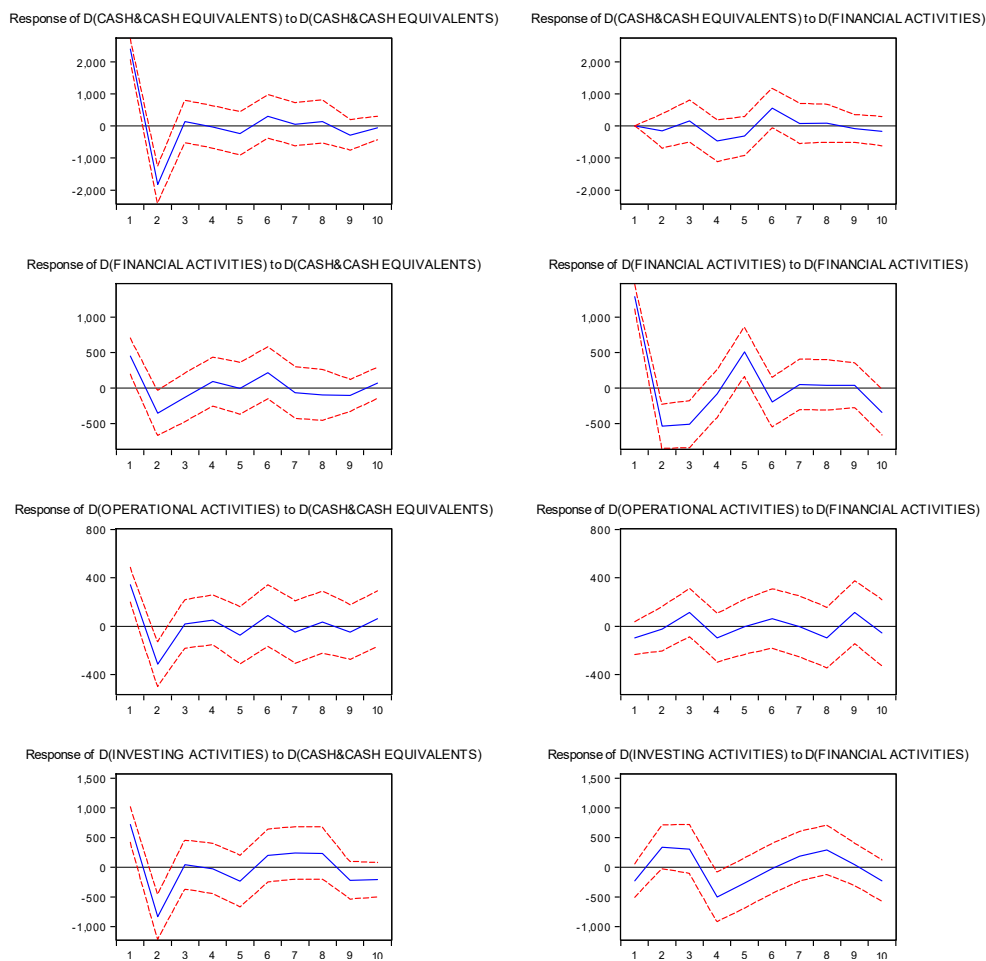 Response of D(CASH&CASH EQUIVALENTS) to D(CASH&CASH EQUIVALENTS)
2,000
1,000
0
-1,000
-2,000
1 2 3 4 5 6 7 8 9 10
Response of D(CASH&CASH EQUIVALENTS) to D(FINANCIAL ACTIVITIES)
2,000
1,000
0
-1,000
-2,000
1 2 3 4 5 6 7 8 9 10
Response of D(FINANCIAL ACTIVITIES) to D(CASH&CASH EQUIVALENTS)
1,000
500
0
-500
1 2 3 4 5 6 7 8 9 10
Response of D(FINANCIAL ACTIVITIES) to D(FINANCIAL ACTIVITIES)
1,000
500
0
-500
1 2 3 4 5 6 7 8 9 10
Response of D(OPERATIONAL ACTIVITIES) to D(CASH&CASH EQUIVALENTS)
800
400
0
-400
1 2 3 4 5 6 7 8 9 10
Response of D(OPERATIONAL ACTIVITIES) to D(FINANCIAL ACTIVITIES)
800
400
0
-400
1 2 3 4 5 6 7 8 9 10
Response of D(INVESTING ACTIVITIES) to D(CASH&CASH EQUIVALENTS)
1,500
1,000
500
0
-500
-1,000
1 2 3 4 5 6 7 8 9 10
Response of D(INVESTING ACTIVITIES) to D(FINANCIAL ACTIVITIES)
1,500
1,000
500
0
-500
-1,000
1 2 3 4 5 6 7 8 9 10